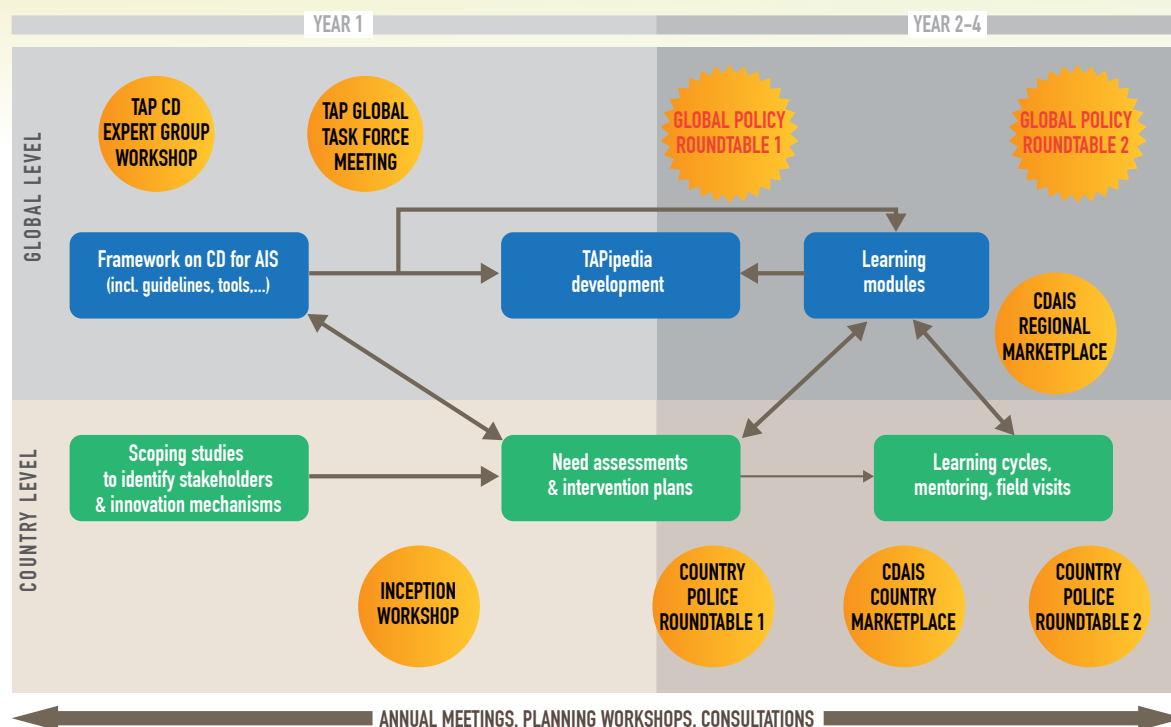 YEAR 1
YEAR 2–4
GLOBAL LEVEL
TAP CD
EXPERT GROUP
WORKSHOP
TAP GLOBAL
TASK FORCE
MEETING
GLOBAL POLICY
ROUNDTABLE 1
GLOBAL POLICY
ROUNDTABLE 2
Framework on CD for AIS
(incl. guidelines, tools,...)
TAPipedia
development
Learning
modules
CDAIS
REGIONAL
MARKETPLACE
COUNTRY LEVEL
Scoping studies
to identify stakeholders
& innovation mechanisms
Need assessments
& intervention plans
Learning cycles,
mentoring, field visits
INCEPTION
WORKSHOP
COUNTRY
POLICE
ROUNDTABLE 1
CDAIS
COUNTRY
MARKETPLACE
COUNTRY
POLICE
ROUNDTABLE 2
ANNUAL MEETINGS, PLANNING WORKSHOPS, CONSULTATIONS